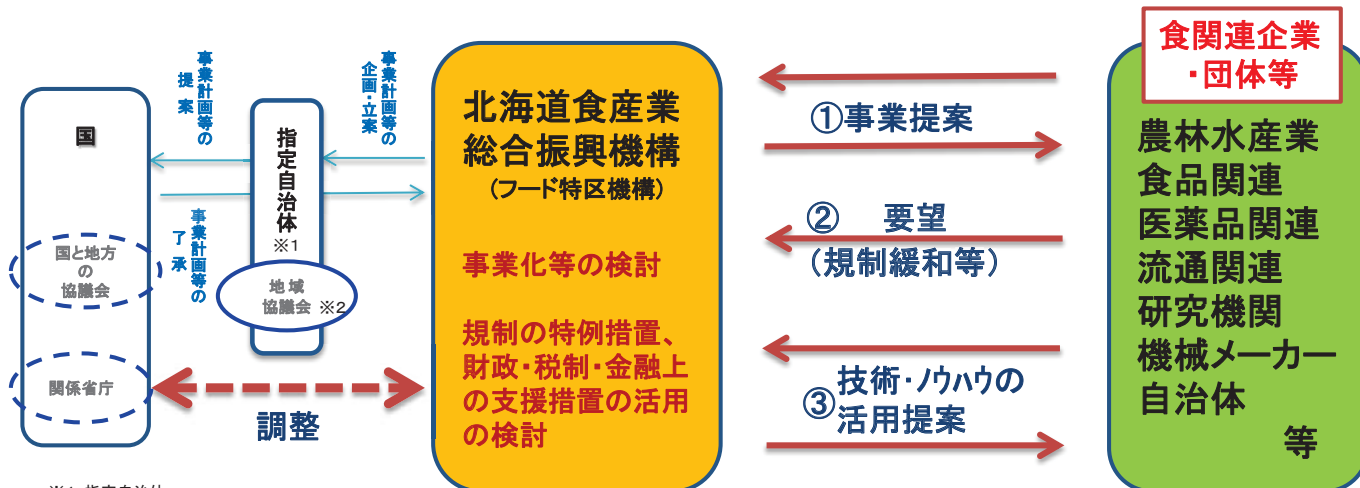 国
国と地方
の
協議会
関係省庁
事業計画等の
提案
事業計画等の
了承
指定自治体
※1
地域
協議会 ※2
事業計画等の
企画・立案
調整
北海道食産業
総合振興機構
(フード特区機構)
事業化等の検討
規制の特例措置、
財政・税制・金融上
の支援措置の活用
の検討
①事業提案
② 要望
(規制緩和等)
③技術・ノウハウの
活用提案
食関連企業
・団体等
農林水産業
食品関連
医薬品関連
流通関連
研究機関
機械メーカー
自治体
等